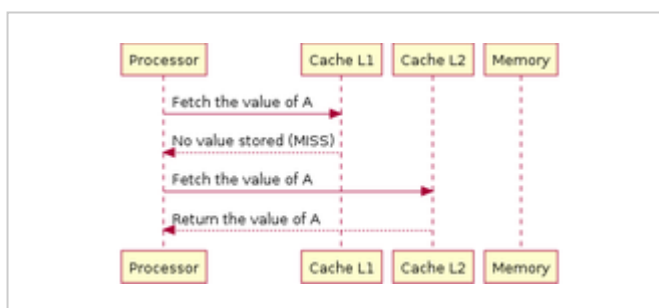 Processor Cache L1 Cache L2 Memory
Fetch the value of A
No value stored (MISS)
Fetch the value of A
Return the value of A
Processor Cache L1 Cache L2 Memory